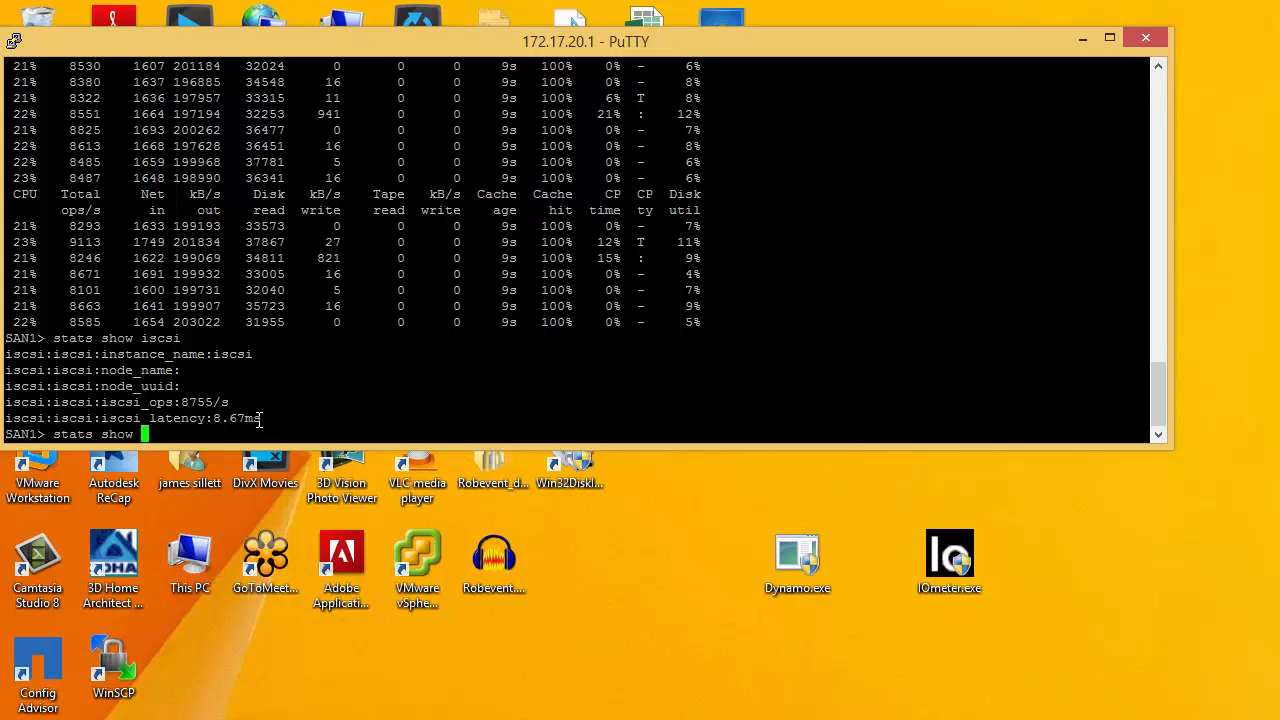 172.17.20.1 - PuTTY
21% 8530 1607 201184 32024 0 0 0 9s 100% 0% - 6%
21% 8380 1637 196885 34548 16 0 0 9s 100% 0% - 8%
21% 8322 1636 197957 33315 11 0 0 9s 100% 6% T 8%
22% 8551 1664 197194 32253 941 0 0 9s 100% 21% : 12%
21% 8825 1693 200262 36477 0 0 0 9s 100% 0% - 7%
22% 8613 1668 197628 36451 16 0 0 9s 100% 0% - 8%
22% 8485 1659 199968 37781 5 0 0 9s 100% 0% - 6%
23% 8487 1648 198990 36341 16 0 0 9s 100% 0% - 6%
CPU Total Net kB/s Disk kB/s Tape kB/s Cache Cache CP CP Disk
ops/s in out read write read write age hit time ty util
21% 8293 1633 199193 33573 0 0 0 9s 100% 0% - 7%
23% 9113 1749 201834 37867 27 0 0 9s 100% 12% T 11%
21% 8246 1622 199069 34811 821 0 0 9s 100% 15% : 9%
21% 8671 1691 199932 33005 16 0 0 9s 100% 0% - 4%
21% 8101 1600 199731 32040 5 0 0 9s 100% 0% - 7%
21% 8663 1641 199907 35723 16 0 0 9s 100% 0% - 9%
22% 8585 1654 203022 31955 0 0 0 9s 100% 0% - 5%
SAN1> stats show iscsi
iscsi:iscsi:instance_name:iscsi
iscsi:iscsi:node_name:
iscsi:iscsi:node_uuid:
iscsi:iscsi:iscsi_ops:8755/s
iscsi:iscsi:iscsi_latency:8.67ms
SAN1> stats show
VMware Workstation
Autodesk ReCap
james sillett
DivX Movies
3D Vision Photo Viewer
VLC media player
Robevent_d...
Win32Diskl...
Camtasia Studio 8
3D Home Architect ...
This PC
GoToMeet...
Adobe Applicati...
VMware vSphe...
Robevent....
Dynamo.exe
Io
IOmeter.exe
Config Advisor
WinSCP